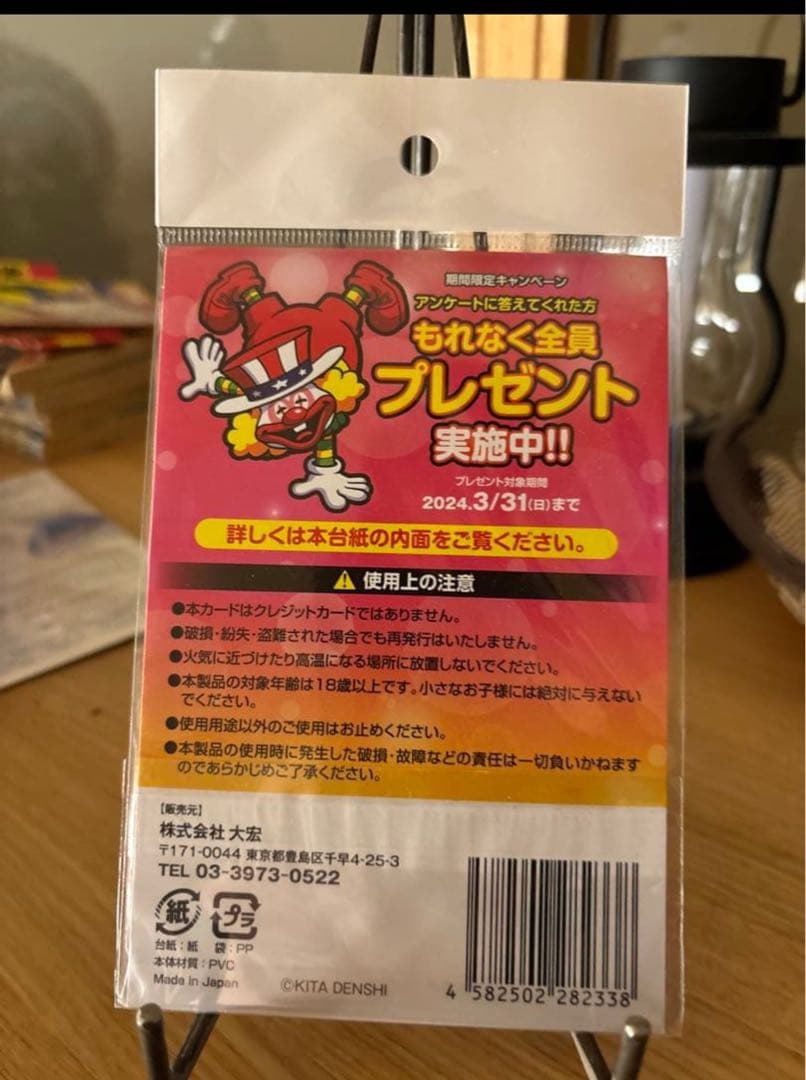 期間限定キャンペーン
アンケートに答えてくれた方
もれなく全員
プレゼント
実施中!!
プレゼント対象期間
2024.3/31(日)まで
詳しくは本台紙の内面をご覧ください。
使用上の注意
●本カードはクレジットカードではありません。
●破損・紛失・盗難された場合でも再発行はいたしません。
●火気に近づけたり高温になる場所に放置しないでください。
●本製品の対象年齢は18歳以上です。小さなお子様には絶対に与えない
でください。
●使用用途以外のご使用はお止めください。
●本製品の使用時に発生した破損・故障などの責任は一切負いかねます
のであらかじめご了承ください。
【販売元】
株式会社 大宏
〒171-0044 東京都豊島区千早4-25-3
TEL 03-3973-0522
紙 プラ
台紙:紙 袋:PP
本体材質:PVC
Made in Japan
©KITA DENSHI
4 582502 282338